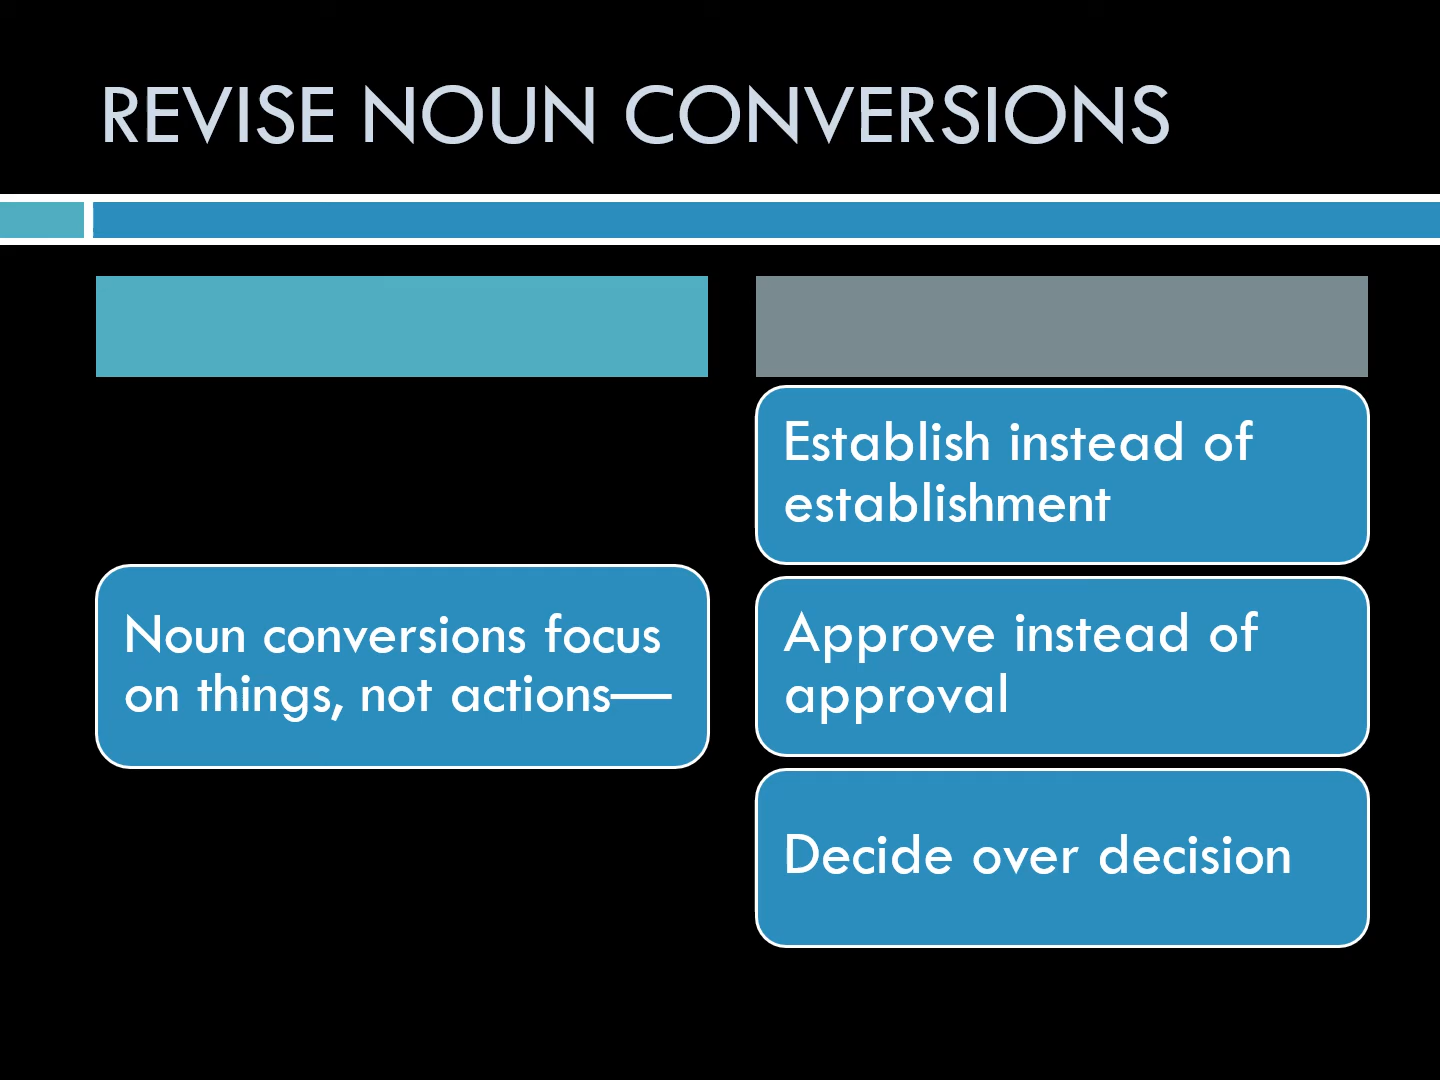 REVISE NOUN CONVERSIONS
Noun conversions focus
on things, not actions—
Establish instead of
establishment
Approve instead of
approval
Decide over decision